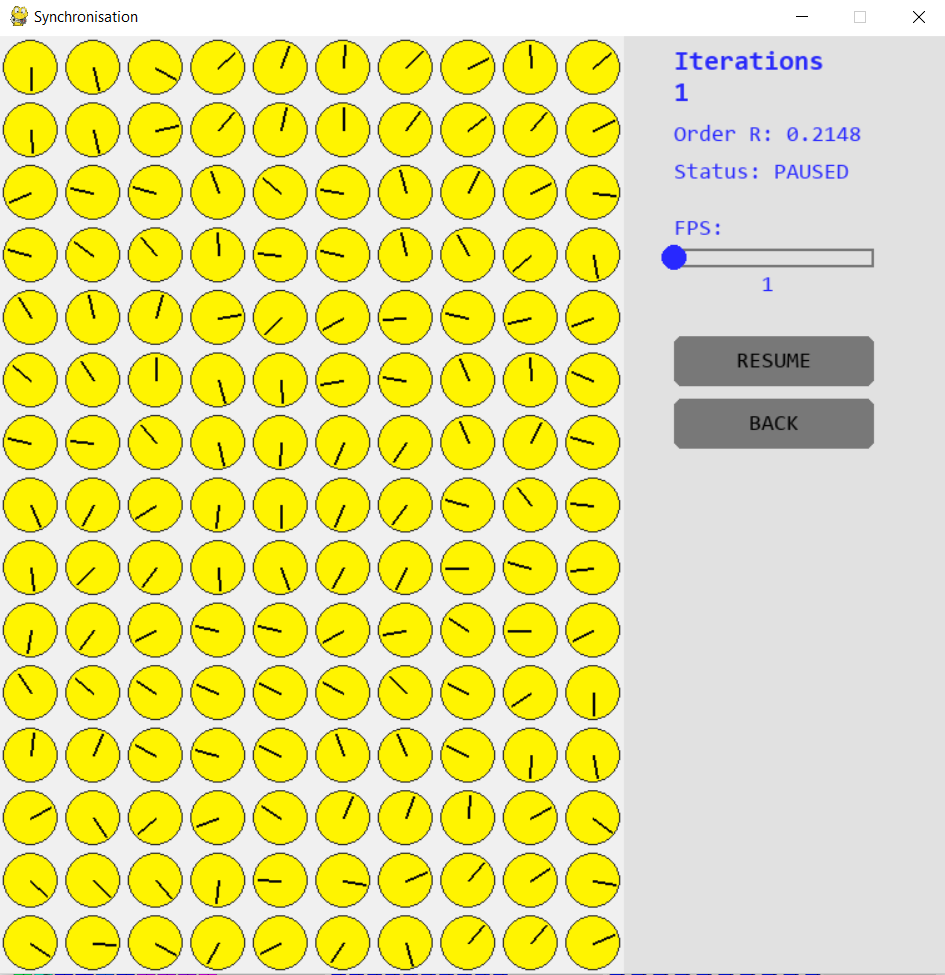 Synchronisation
Iterations
1
Order R: 0.2148
Status: PAUSED
FPS:
1
RESUME
BACK